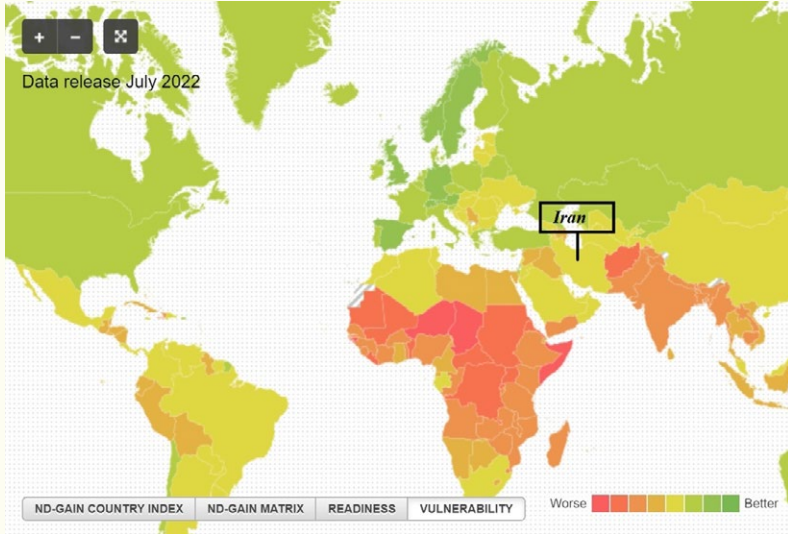 + −
Data release July 2022
Iran
ND-GAIN COUNTRY INDEX ND-GAIN MATRIX READINESS VULNERABILITY
Worse Better